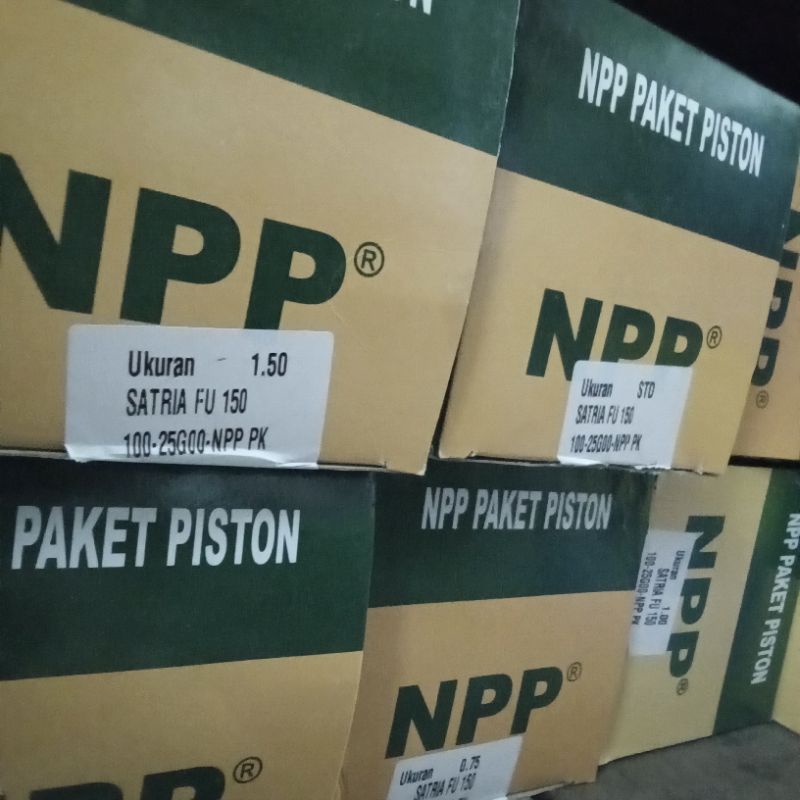 NPP®
Ukuran - 1.50
SATRIA FU 150
100-25G00-NPP PK
NPP PAKET PISTON
NPP®
Ukuran STD
SATRIA FU 150
100-25G00-NPP PK
NPP®
PAKET PISTON
NPP®
NPP PAKET PISTON
NPP®
Ukuran 0.75
SATRIA FU 150
NPP®
Ukuran 1.00
SATRIA FU 150
100-25G00-NPP PK
NPP PAKET PISTON